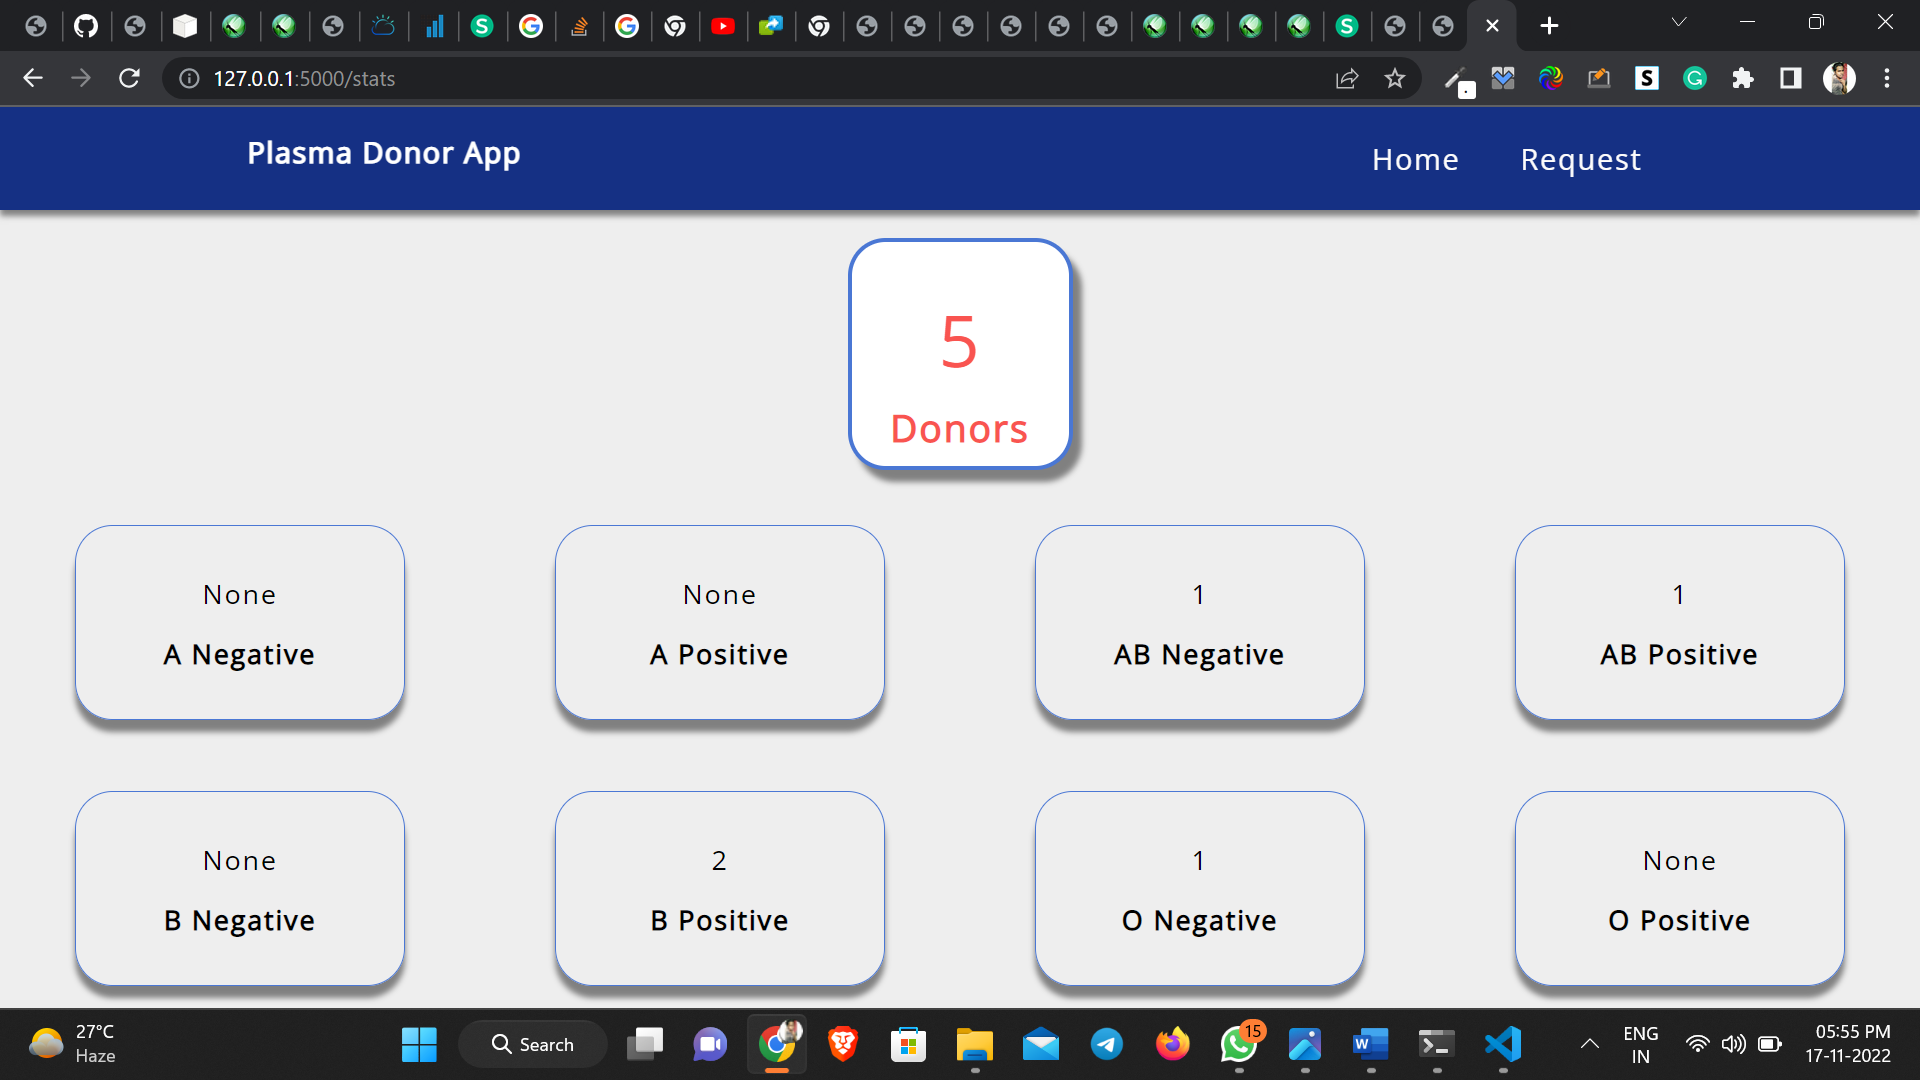 127.0.0.1:5000/stats
Plasma Donor App
Home
Request
5
Donors
None
A Negative
None
A Positive
1
AB Negative
1
AB Positive
None
B Negative
2
B Positive
1
O Negative
None
O Positive
27°C
Haze
Search
15
ENG
IN
05:55 PM
17-11-2022